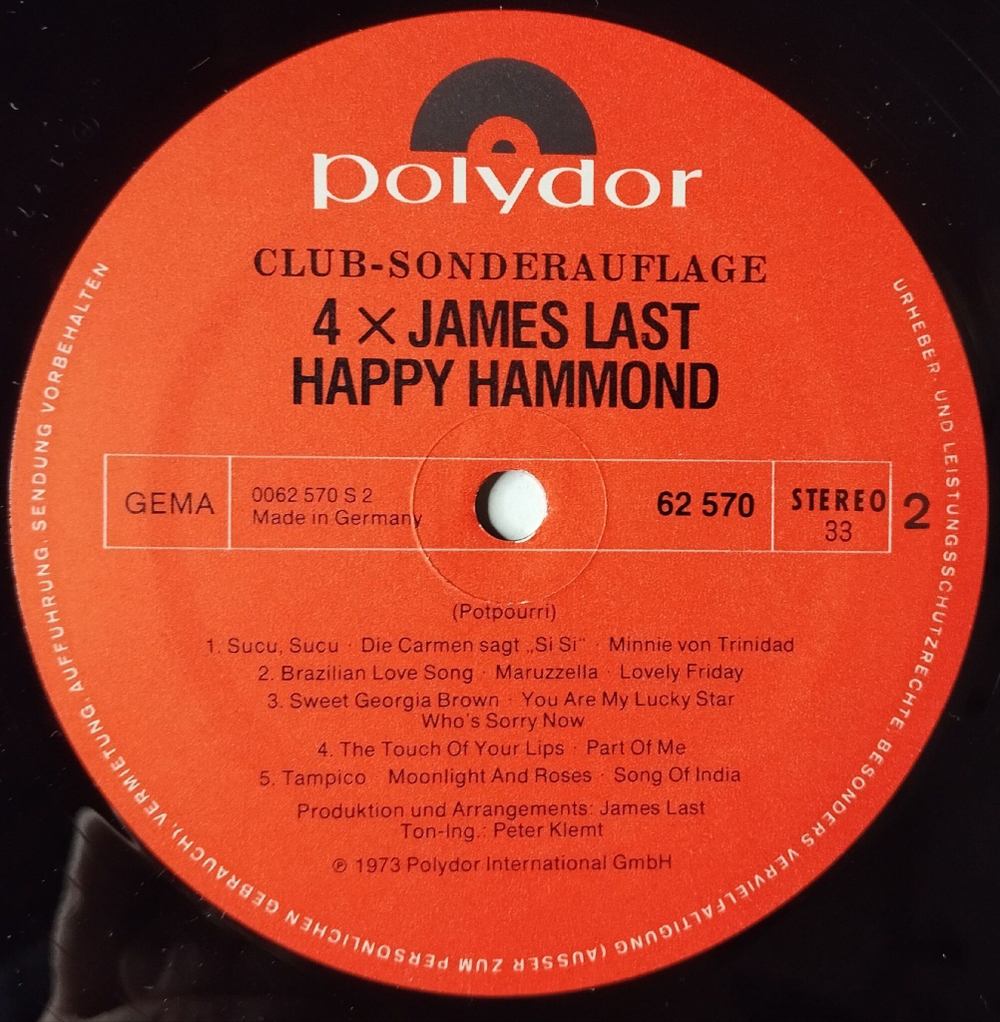 polydor
CLUB-SONDERAUFLAGE
4 × JAMES LAST
HAPPY HAMMOND
GEMA
0062 570 S 2
Made in Germany
62 570
STEREO
33
2
(Potpourri)
1. Sucu, Sucu · Die Carmen sagt „Si Si“ · Minnie von Trinidad
2. Brazilian Love Song · Maruzzella · Lovely Friday
3. Sweet Georgia Brown · You Are My Lucky Star
Who's Sorry Now
4. The Touch Of Your Lips · Part Of Me
5. Tampico Moonlight And Roses · Song Of India
Produktion und Arrangements: James Last
Ton-Ing.: Peter Klemt
℗ 1973 Polydor International GmbH
URHEBER- UND LEISTUNGSSCHUTZRECHTE, BESONDERS VERVIELFÄLTIGUNG (AUSSER ZUM PERSÖNLICHEN GEBRAUCH), VERMIETUNG, AUFFÜHRUNG, SENDUNG VORBEHALTEN